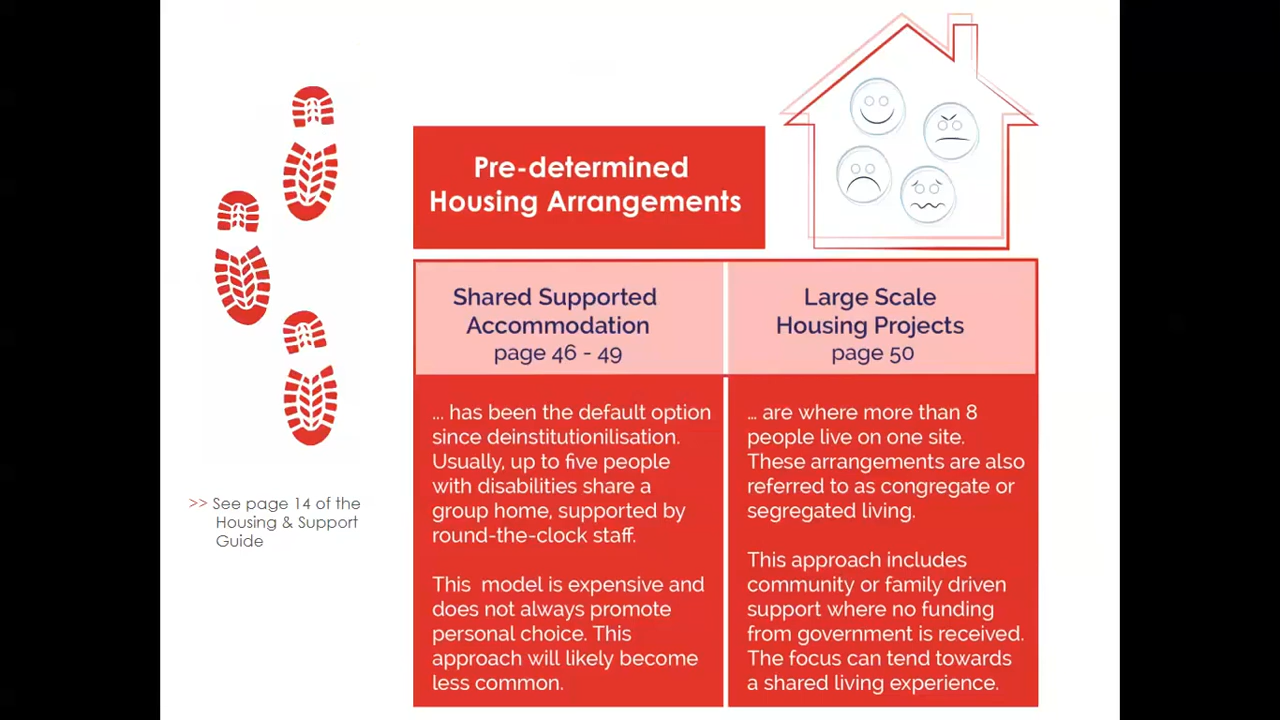 Pre-determined
Housing Arrangements
Shared Supported
Accommodation
page 46 - 49
Large Scale
Housing Projects
page 50
... has been the default option
since deinstitutionilisation.
Usually, up to five people
with disabilities share a
group home, supported by
round-the-clock staff.
This model is expensive and
does not always promote
personal choice. This
approach will likely become
less common.
... are where more than 8
people live on one site.
These arrangements are also
referred to as congregate or
segregated living.
This approach includes
community or family driven
support where no funding
from government is received.
The focus can tend towards
a shared living experience.
>> See page 14 of the
Housing & Support
Guide